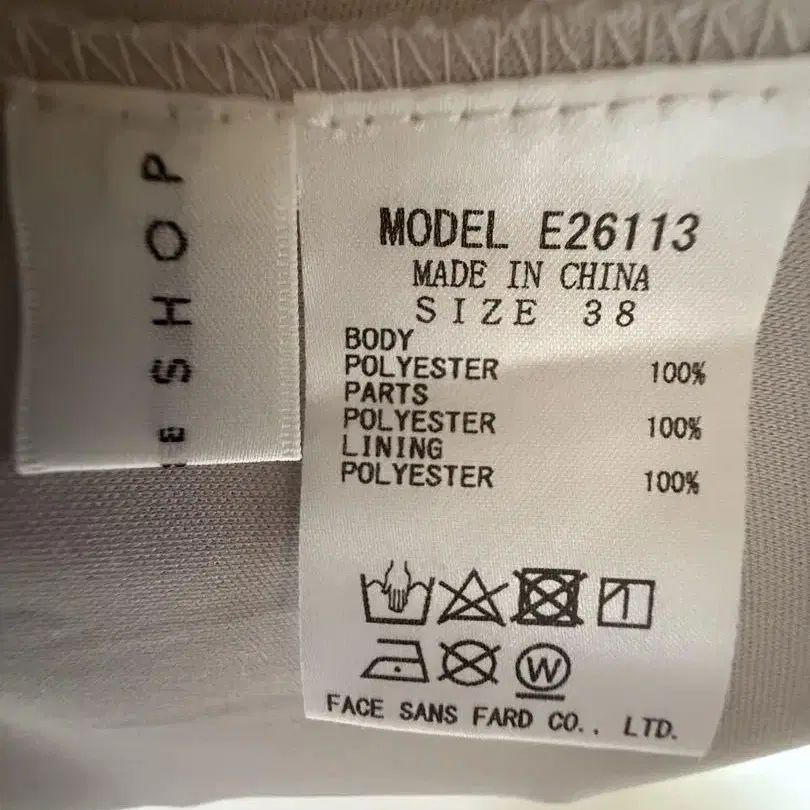 SHOP
MODEL E26113
MADE IN CHINA
SIZE 38
BODY
POLYESTER 100%
PARTS
POLYESTER 100%
LINING
POLYESTER 100%
W
FACE SANS FARD CO., LTD.